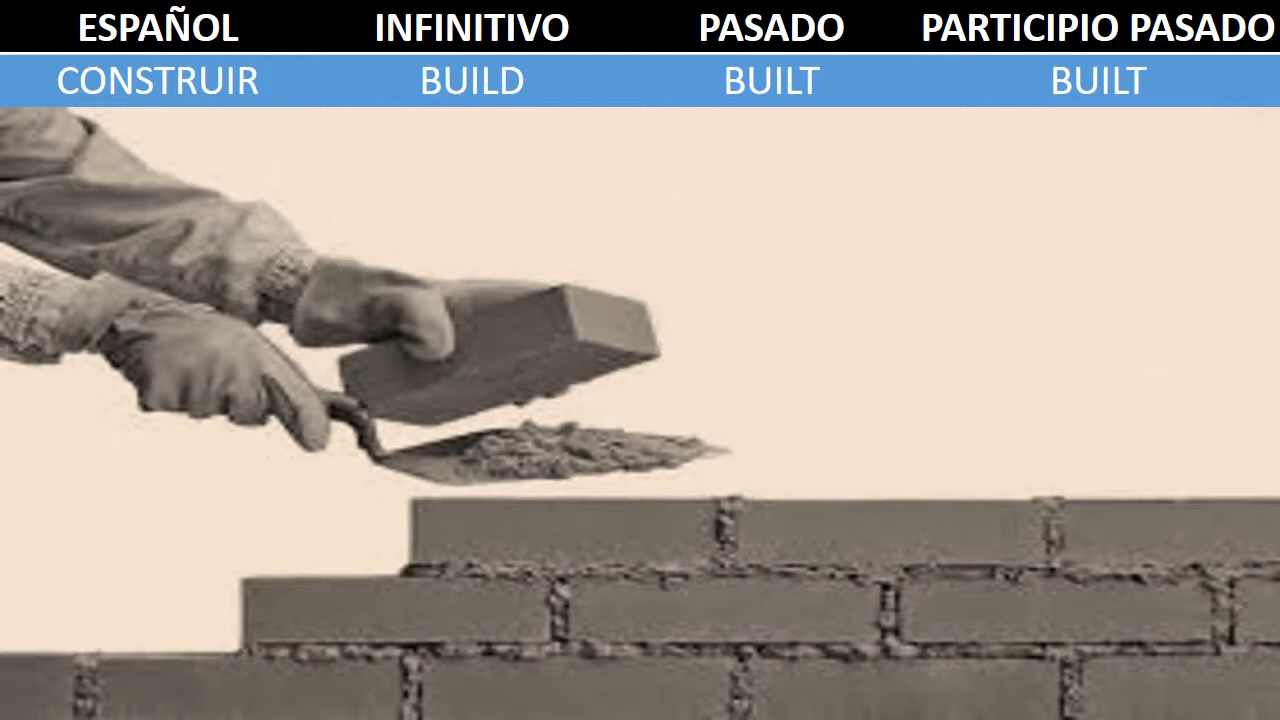 ESPAÑOL INFINITIVO PASADO PARTICIPIO PASADO
CONSTRUIR BUILD BUILT BUILT